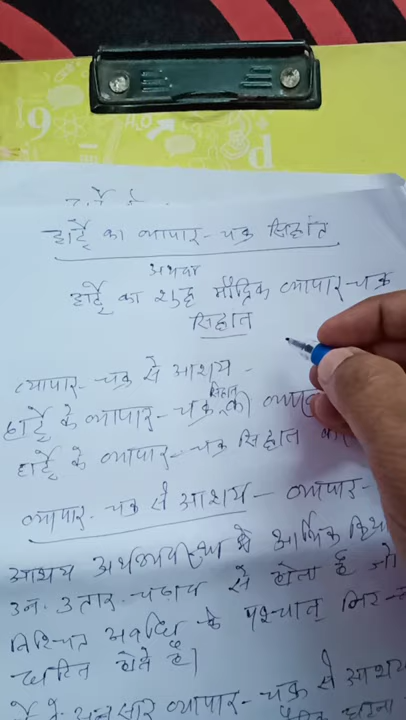 हार्ट्रे का व्यापार-चक्र सिद्धांत
अथवा
हार्ट्रे का शुद्ध मौद्रिक व्यापार-चक्र
सिद्धांत
व्यापार-चक्र से आशय-
सिद्धांत
हार्ट्रे के व्यापार-चक्र की
हार्ट्रे के व्यापार-चक्र सिद्धांत
व्यापार-चक्र से आशय- व्यापार-
आशय अर्थव्यवस्था के आर्थिक
उन उतार-चढ़ाव से होता है जो
निश्चित अवधि के पश्चात्
घटित होते हैं।
अनुसार व्यापार-चक्र से आशय